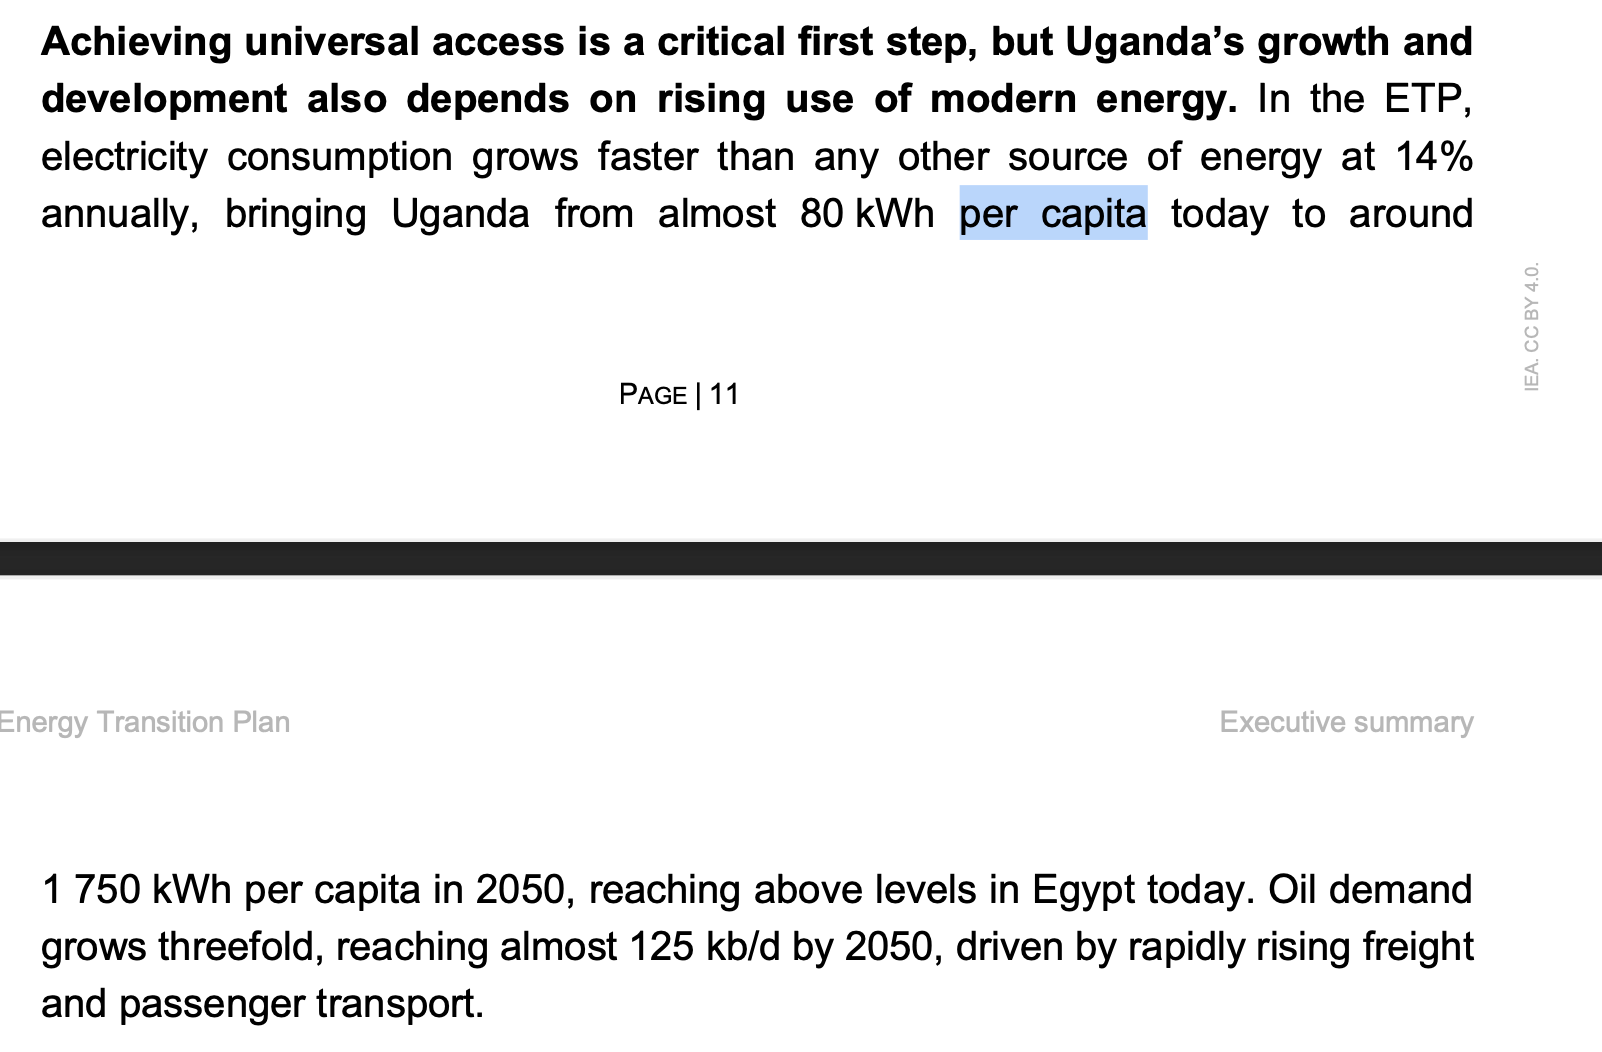 Achieving universal access is a critical first step, but Uganda’s growth and
development also depends on rising use of modern energy. In the ETP,
electricity consumption grows faster than any other source of energy at 14%
annually, bringing Uganda from almost 80 kWh per capita today to around
IEA. CC BY 4.0.
PAGE | 11
Energy Transition Plan
Executive summary
1 750 kWh per capita in 2050, reaching above levels in Egypt today. Oil demand
grows threefold, reaching almost 125 kb/d by 2050, driven by rapidly rising freight
and passenger transport.